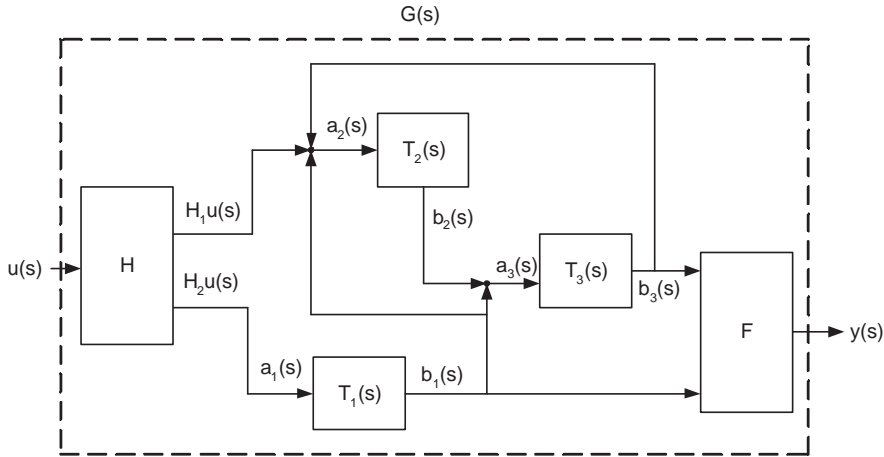 G(s)
a₂(s)
T₂(s)
H₁u(s)
b₂(s)
u(s)
H
a₃(s)
T₃(s)
H₂u(s)
b₃(s)
F
y(s)
a₁(s)
b₁(s)
T₁(s)